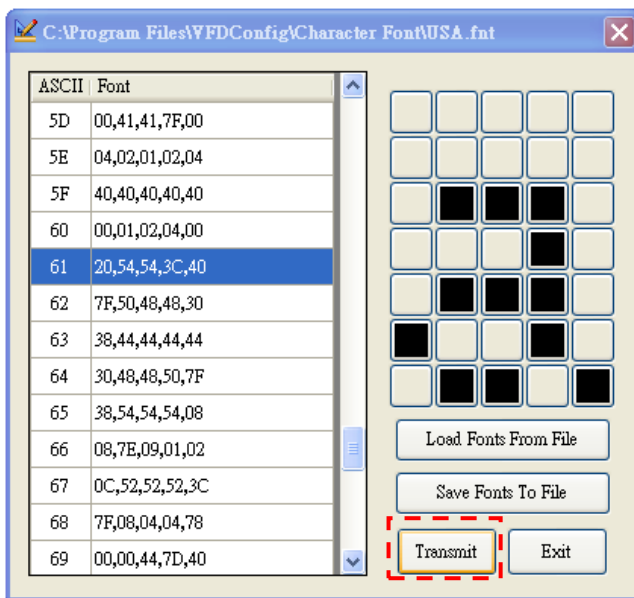 C:\Program Files\VFDConfig\Character Font\USA.fnt
ASCII Font
5D 00,41,41,7F,00
5E 04,02,01,02,04
5F 40,40,40,40,40
60 00,01,02,04,00
61 20,54,54,3C,40
62 7F,50,48,48,30
63 38,44,44,44,44
64 30,48,48,50,7F
65 38,54,54,54,08
66 08,7E,09,01,02
67 0C,52,52,52,3C
68 7F,08,04,04,78
69 00,00,44,7D,40
Load Fonts From File
Save Fonts To File
Transmit Exit